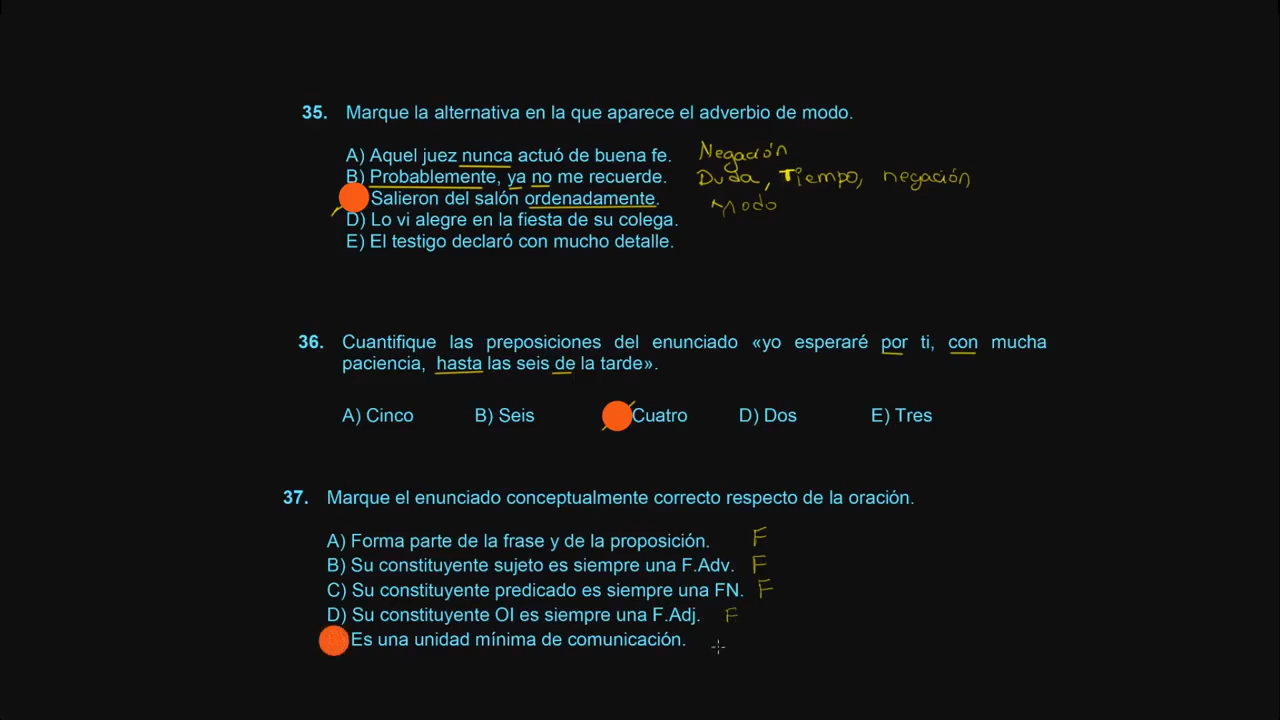 35. Marque la alternativa en la que aparece el adverbio de modo.
A) Aquel juez nunca actuó de buena fe. Negación
B) Probablemente, ya no me recuerde. Duda, Tiempo, negación
Salieron del salón ordenadamente. Modo
D) Lo vi alegre en la fiesta de su colega.
E) El testigo declaró con mucho detalle.
36. Cuantifique las preposiciones del enunciado «yo esperaré por ti, con mucha
paciencia, hasta las seis de la tarde».
A) Cinco B) Seis Cuatro D) Dos E) Tres
37. Marque el enunciado conceptualmente correcto respecto de la oración.
A) Forma parte de la frase y de la proposición. F
B) Su constituyente sujeto es siempre una F.Adv. F
C) Su constituyente predicado es siempre una FN. F
D) Su constituyente OI es siempre una F.Adj. F
Es una unidad mínima de comunicación.